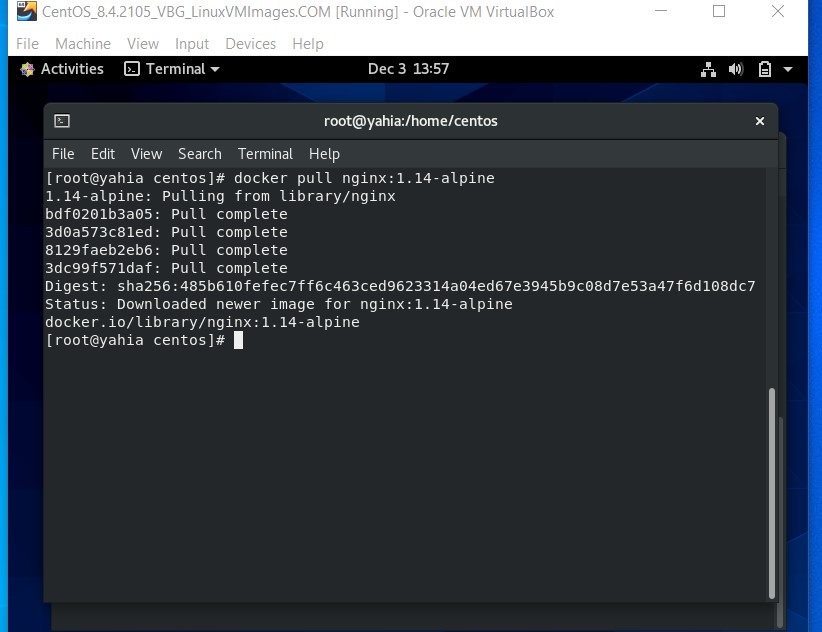 CentOS_8.4.2105_VBG_LinuxVMImages.COM [Running] - Oracle VM VirtualBox
File Machine View Input Devices Help
Activities Terminal Dec 3 13:57
root@yahia:/home/centos
File Edit View Search Terminal Help
[root@yahia centos]# docker pull nginx:1.14-alpine
1.14-alpine: Pulling from library/nginx
bdf0201b3a05: Pull complete
3d0a573c81ed: Pull complete
8129faeb2eb6: Pull complete
3dc99f571daf: Pull complete
Digest: sha256:485b610fefec7ff6c463ced9623314a04ed67e3945b9c08d7e53a47f6d108dc7
Status: Downloaded newer image for nginx:1.14-alpine
docker.io/library/nginx:1.14-alpine
[root@yahia centos]#